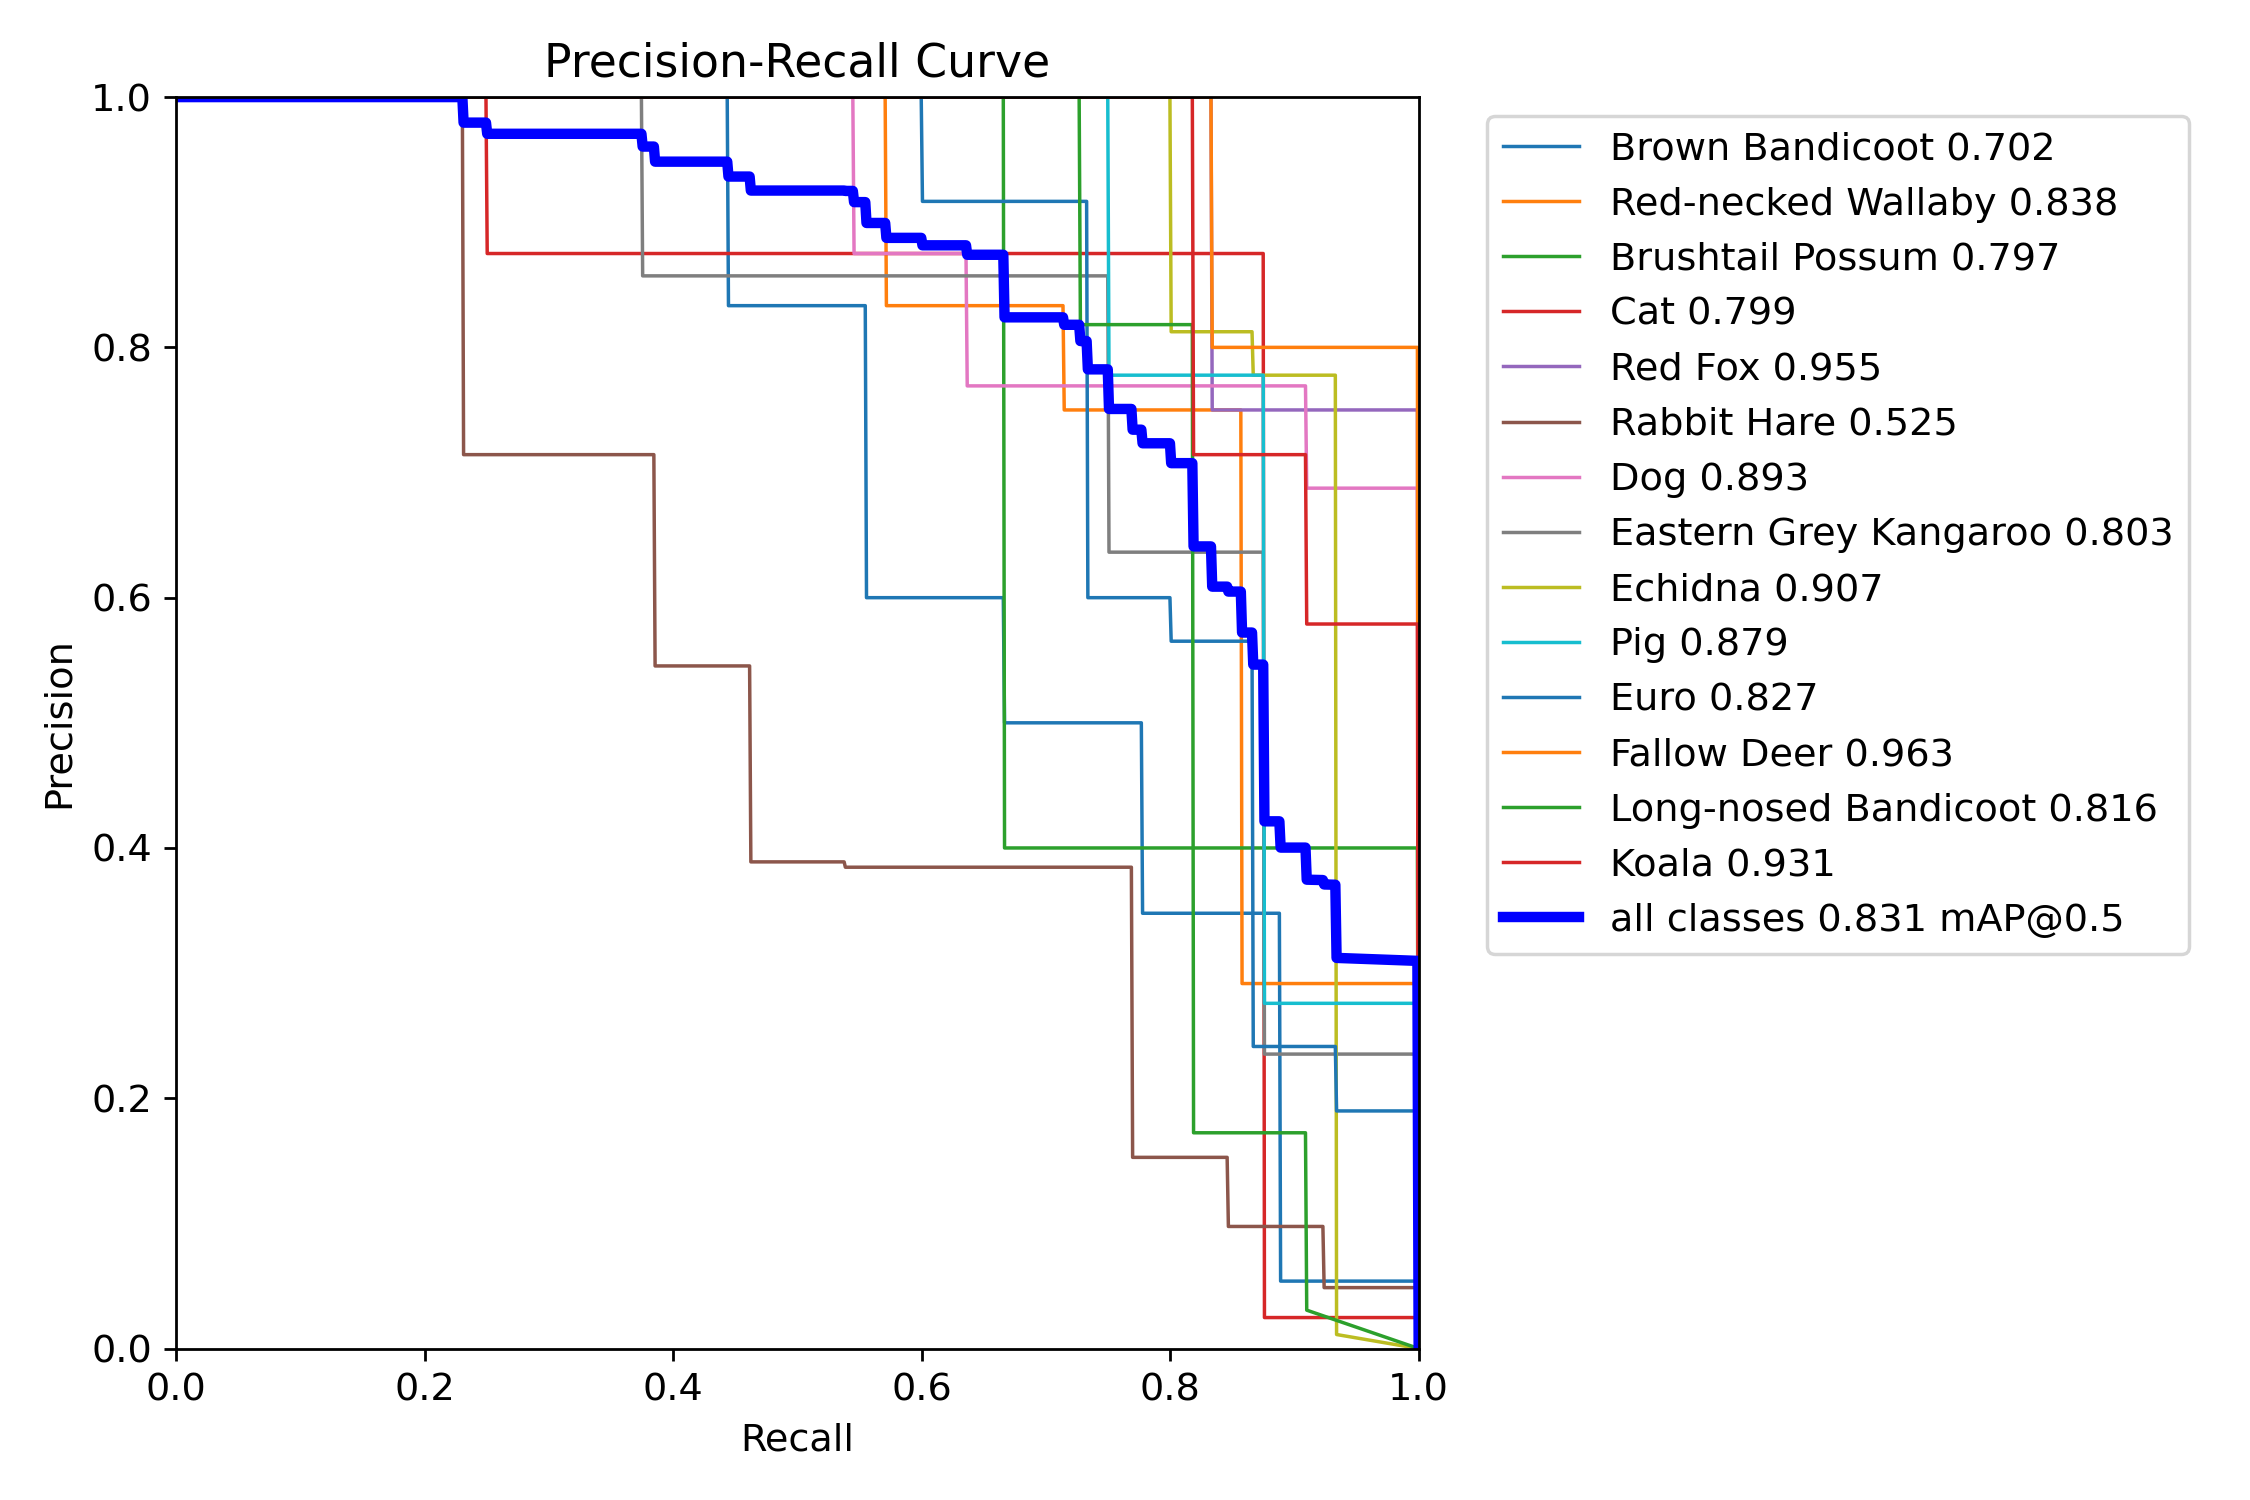 Precision-Recall Curve
1.0
0.8
0.6
0.4
0.2
0.0
Precision
0.0 0.2 0.4 0.6 0.8 1.0
Recall
Brown Bandicoot 0.702
Red-necked Wallaby 0.838
Brushtail Possum 0.797
Cat 0.799
Red Fox 0.955
Rabbit Hare 0.525
Dog 0.893
Eastern Grey Kangaroo 0.803
Echidna 0.907
Pig 0.879
Euro 0.827
Fallow Deer 0.963
Long-nosed Bandicoot 0.816
Koala 0.931
all classes 0.831 mAP@0.5